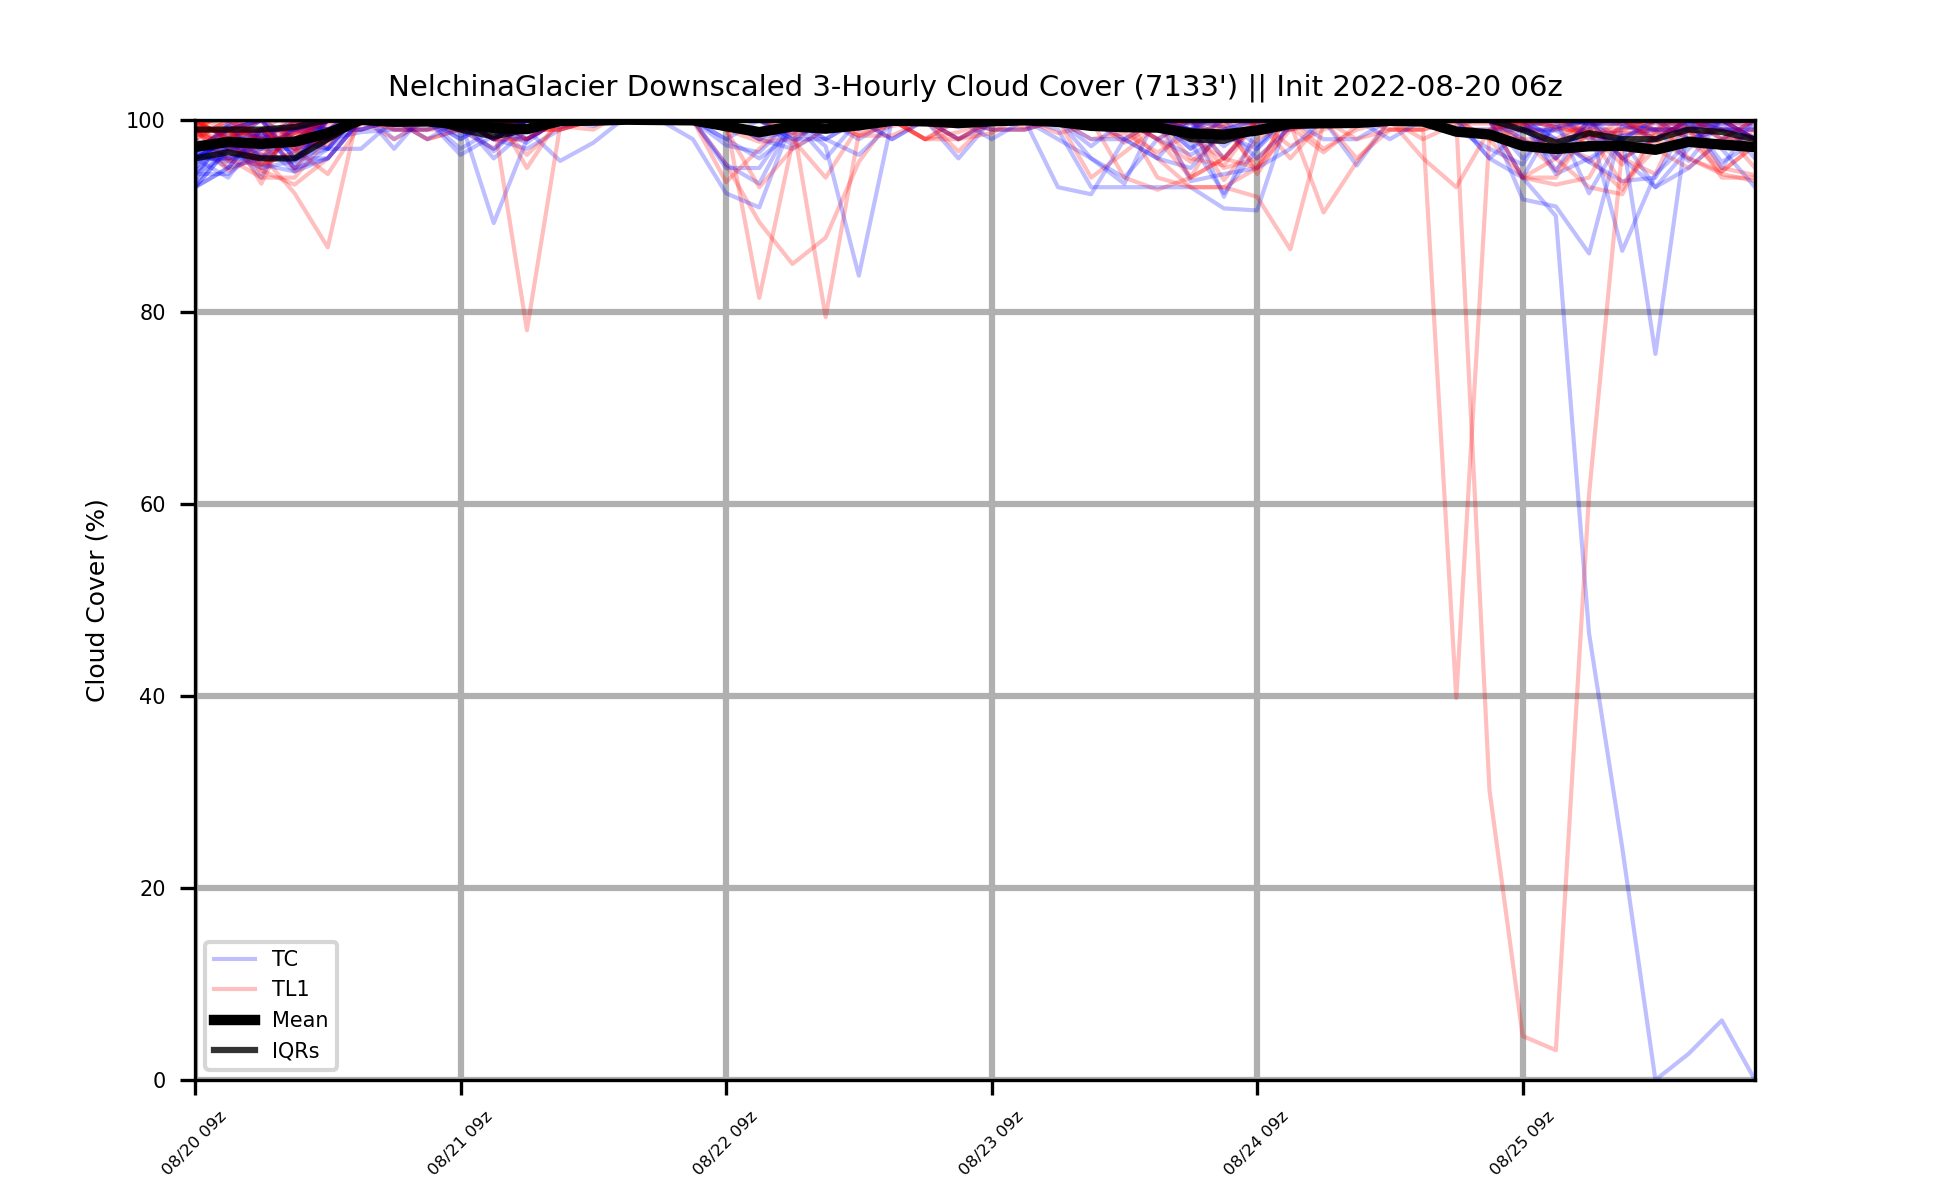 NelchinaGlacier Downscaled 3-Hourly Cloud Cover (7133') || Init 2022-08-20 06z
Cloud Cover (%)
100
80
60
40
20
0
TC
TL1
Mean
IQRs
08/20 09z
08/21 09z
08/22 09z
08/23 09z
08/24 09z
08/25 09z